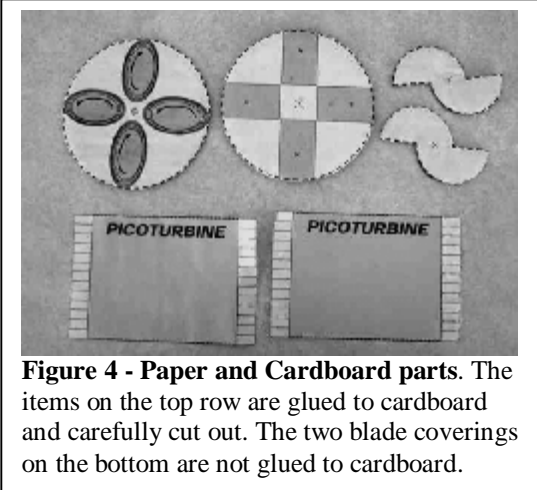 PICOTURBINE
PICOTURBINE
Figure 4 - Paper and Cardboard parts. The
items on the top row are glued to cardboard
and carefully cut out. The two blade coverings
on the bottom are not glued to cardboard.